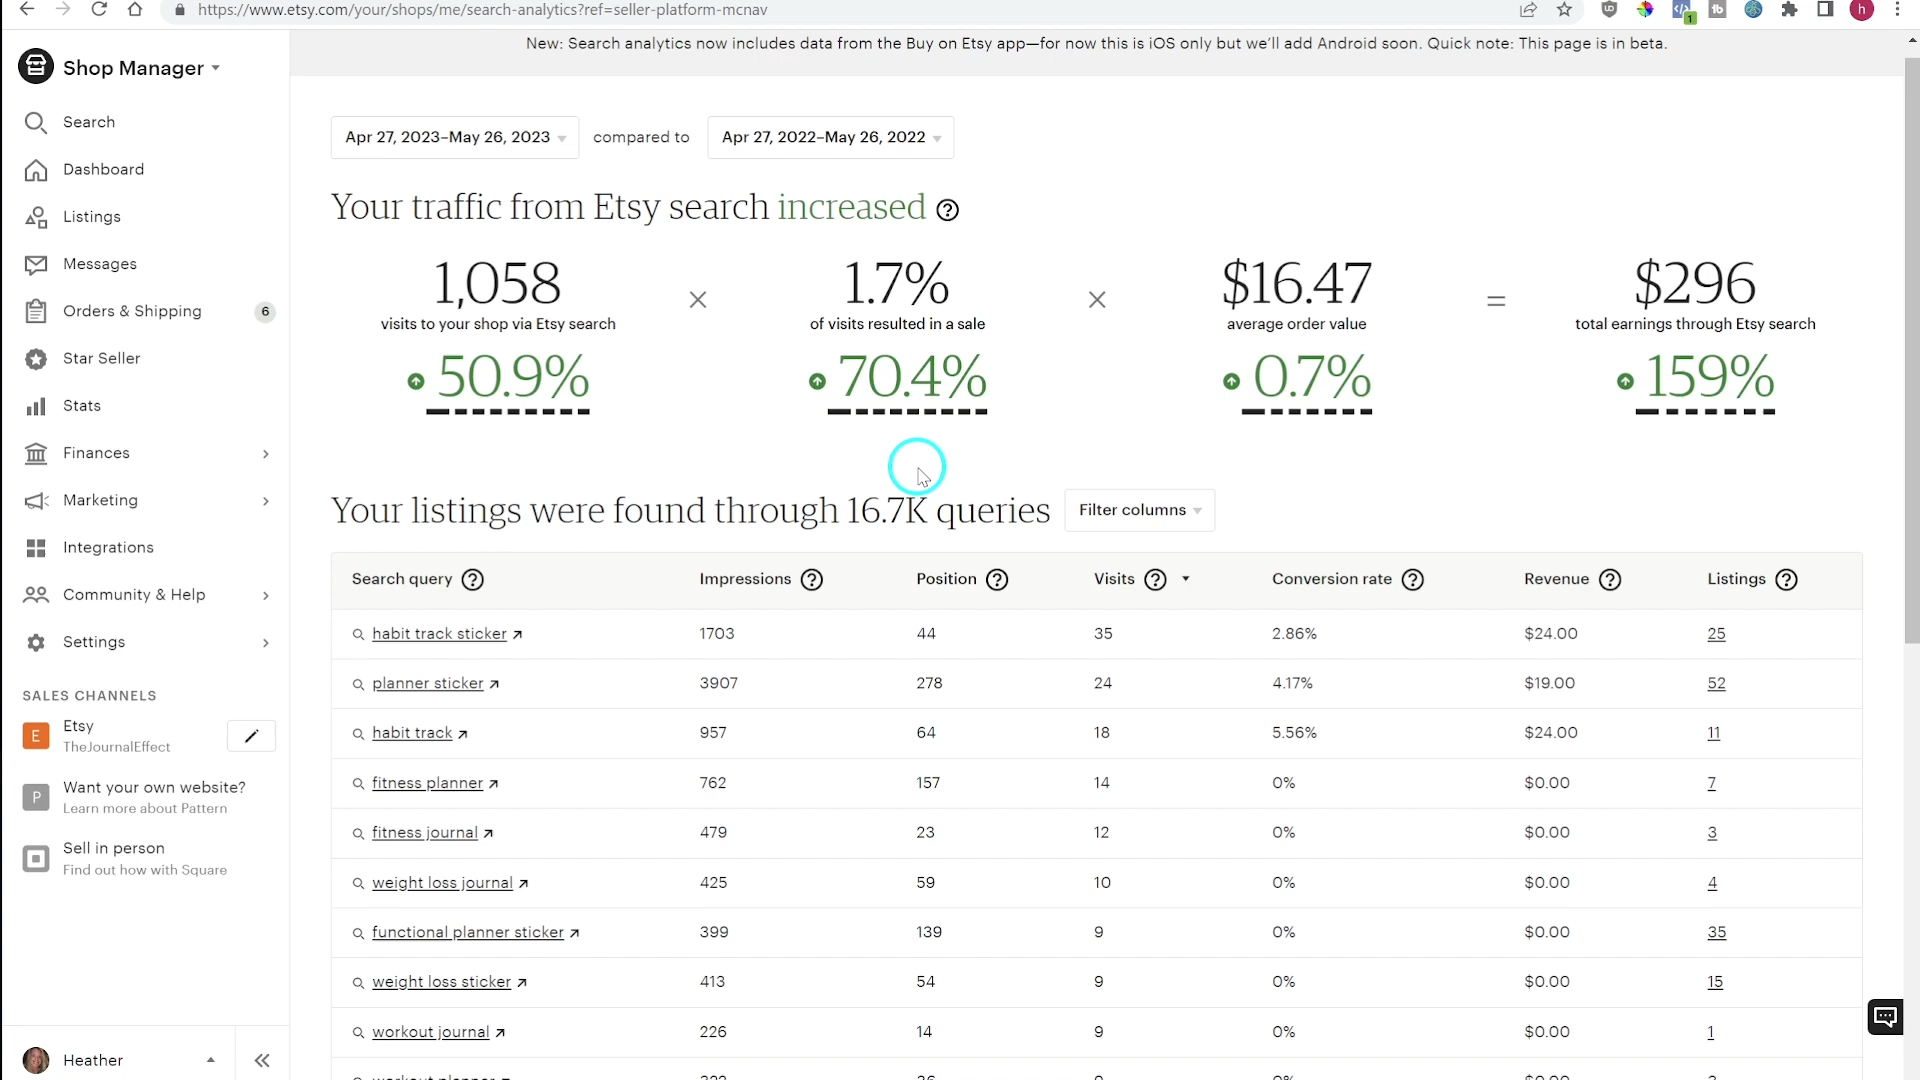 https://www.etsy.com/your/shops/me/search-analytics?ref=seller-platform-mcnav
1
h
New: Search analytics now includes data from the Buy on Etsy app—for now this is iOS only but we'll add Android soon. Quick note: This page is in beta.
Shop Manager
Search
Dashboard
Listings
Messages
Orders & Shipping 6
Star Seller
Stats
Finances
Marketing
Integrations
Community & Help
Settings
SALES CHANNELS
E
Etsy
TheJournalEffect
P
Want your own website?
Learn more about Pattern
Sell in person
Find out how with Square
Heather
Apr 27, 2023–May 26, 2023 compared to Apr 27, 2022–May 26, 2022
Your traffic from Etsy search increased ?
1,058 × 1.7% × $16.47 = $296
visits to your shop via Etsy search of visits resulted in a sale average order value total earnings through Etsy search
50.9% 70.4% 0.7% 159%
Your listings were found through 16.7K queries Filter columns
Search query ? Impressions ? Position ? Visits ? Conversion rate ? Revenue ? Listings ?
habit track sticker 1703 44 35 2.86% $24.00 25
planner sticker 3907 278 24 4.17% $19.00 52
habit track 957 64 18 5.56% $24.00 11
fitness planner 762 157 14 0% $0.00 7
fitness journal 479 23 12 0% $0.00 3
weight loss journal 425 59 10 0% $0.00 4
functional planner sticker 399 139 9 0% $0.00 35
weight loss sticker 413 54 9 0% $0.00 15
workout journal 226 14 9 0% $0.00 1